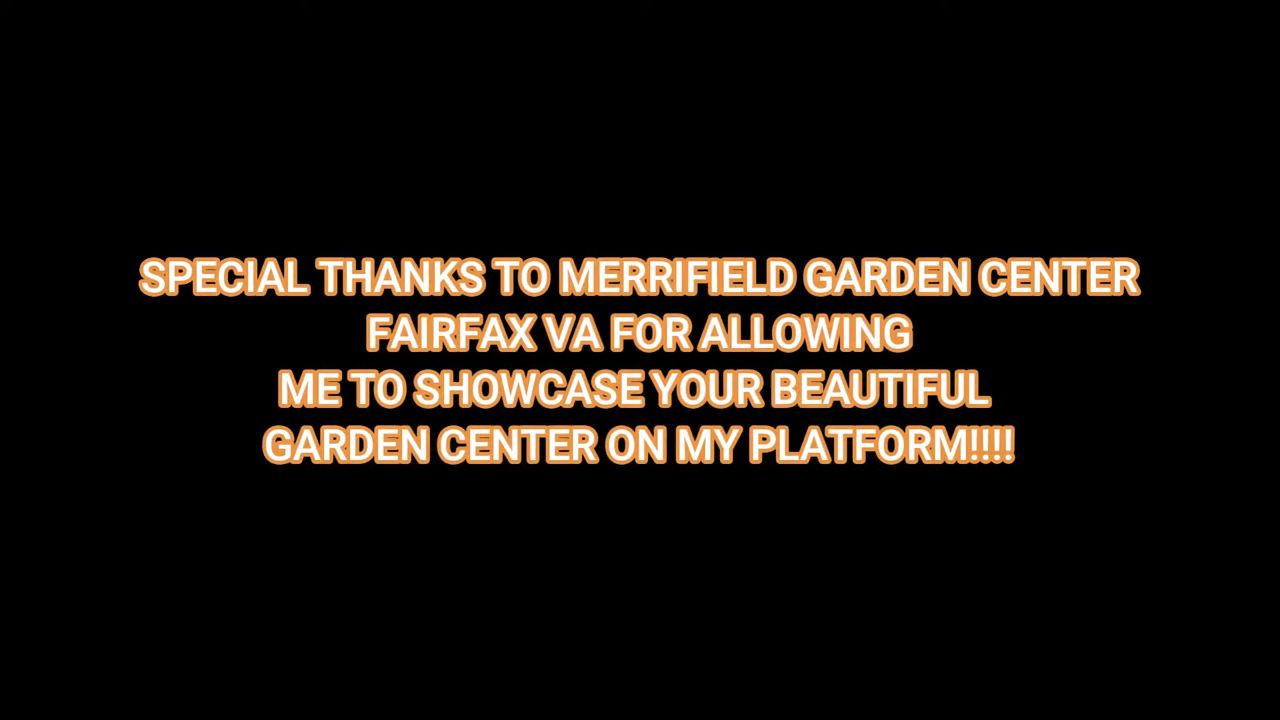 SPECIAL THANKS TO MERRIFIELD GARDEN CENTER
FAIRFAX VA FOR ALLOWING
ME TO SHOWCASE YOUR BEAUTIFUL
GARDEN CENTER ON MY PLATFORM!!!!